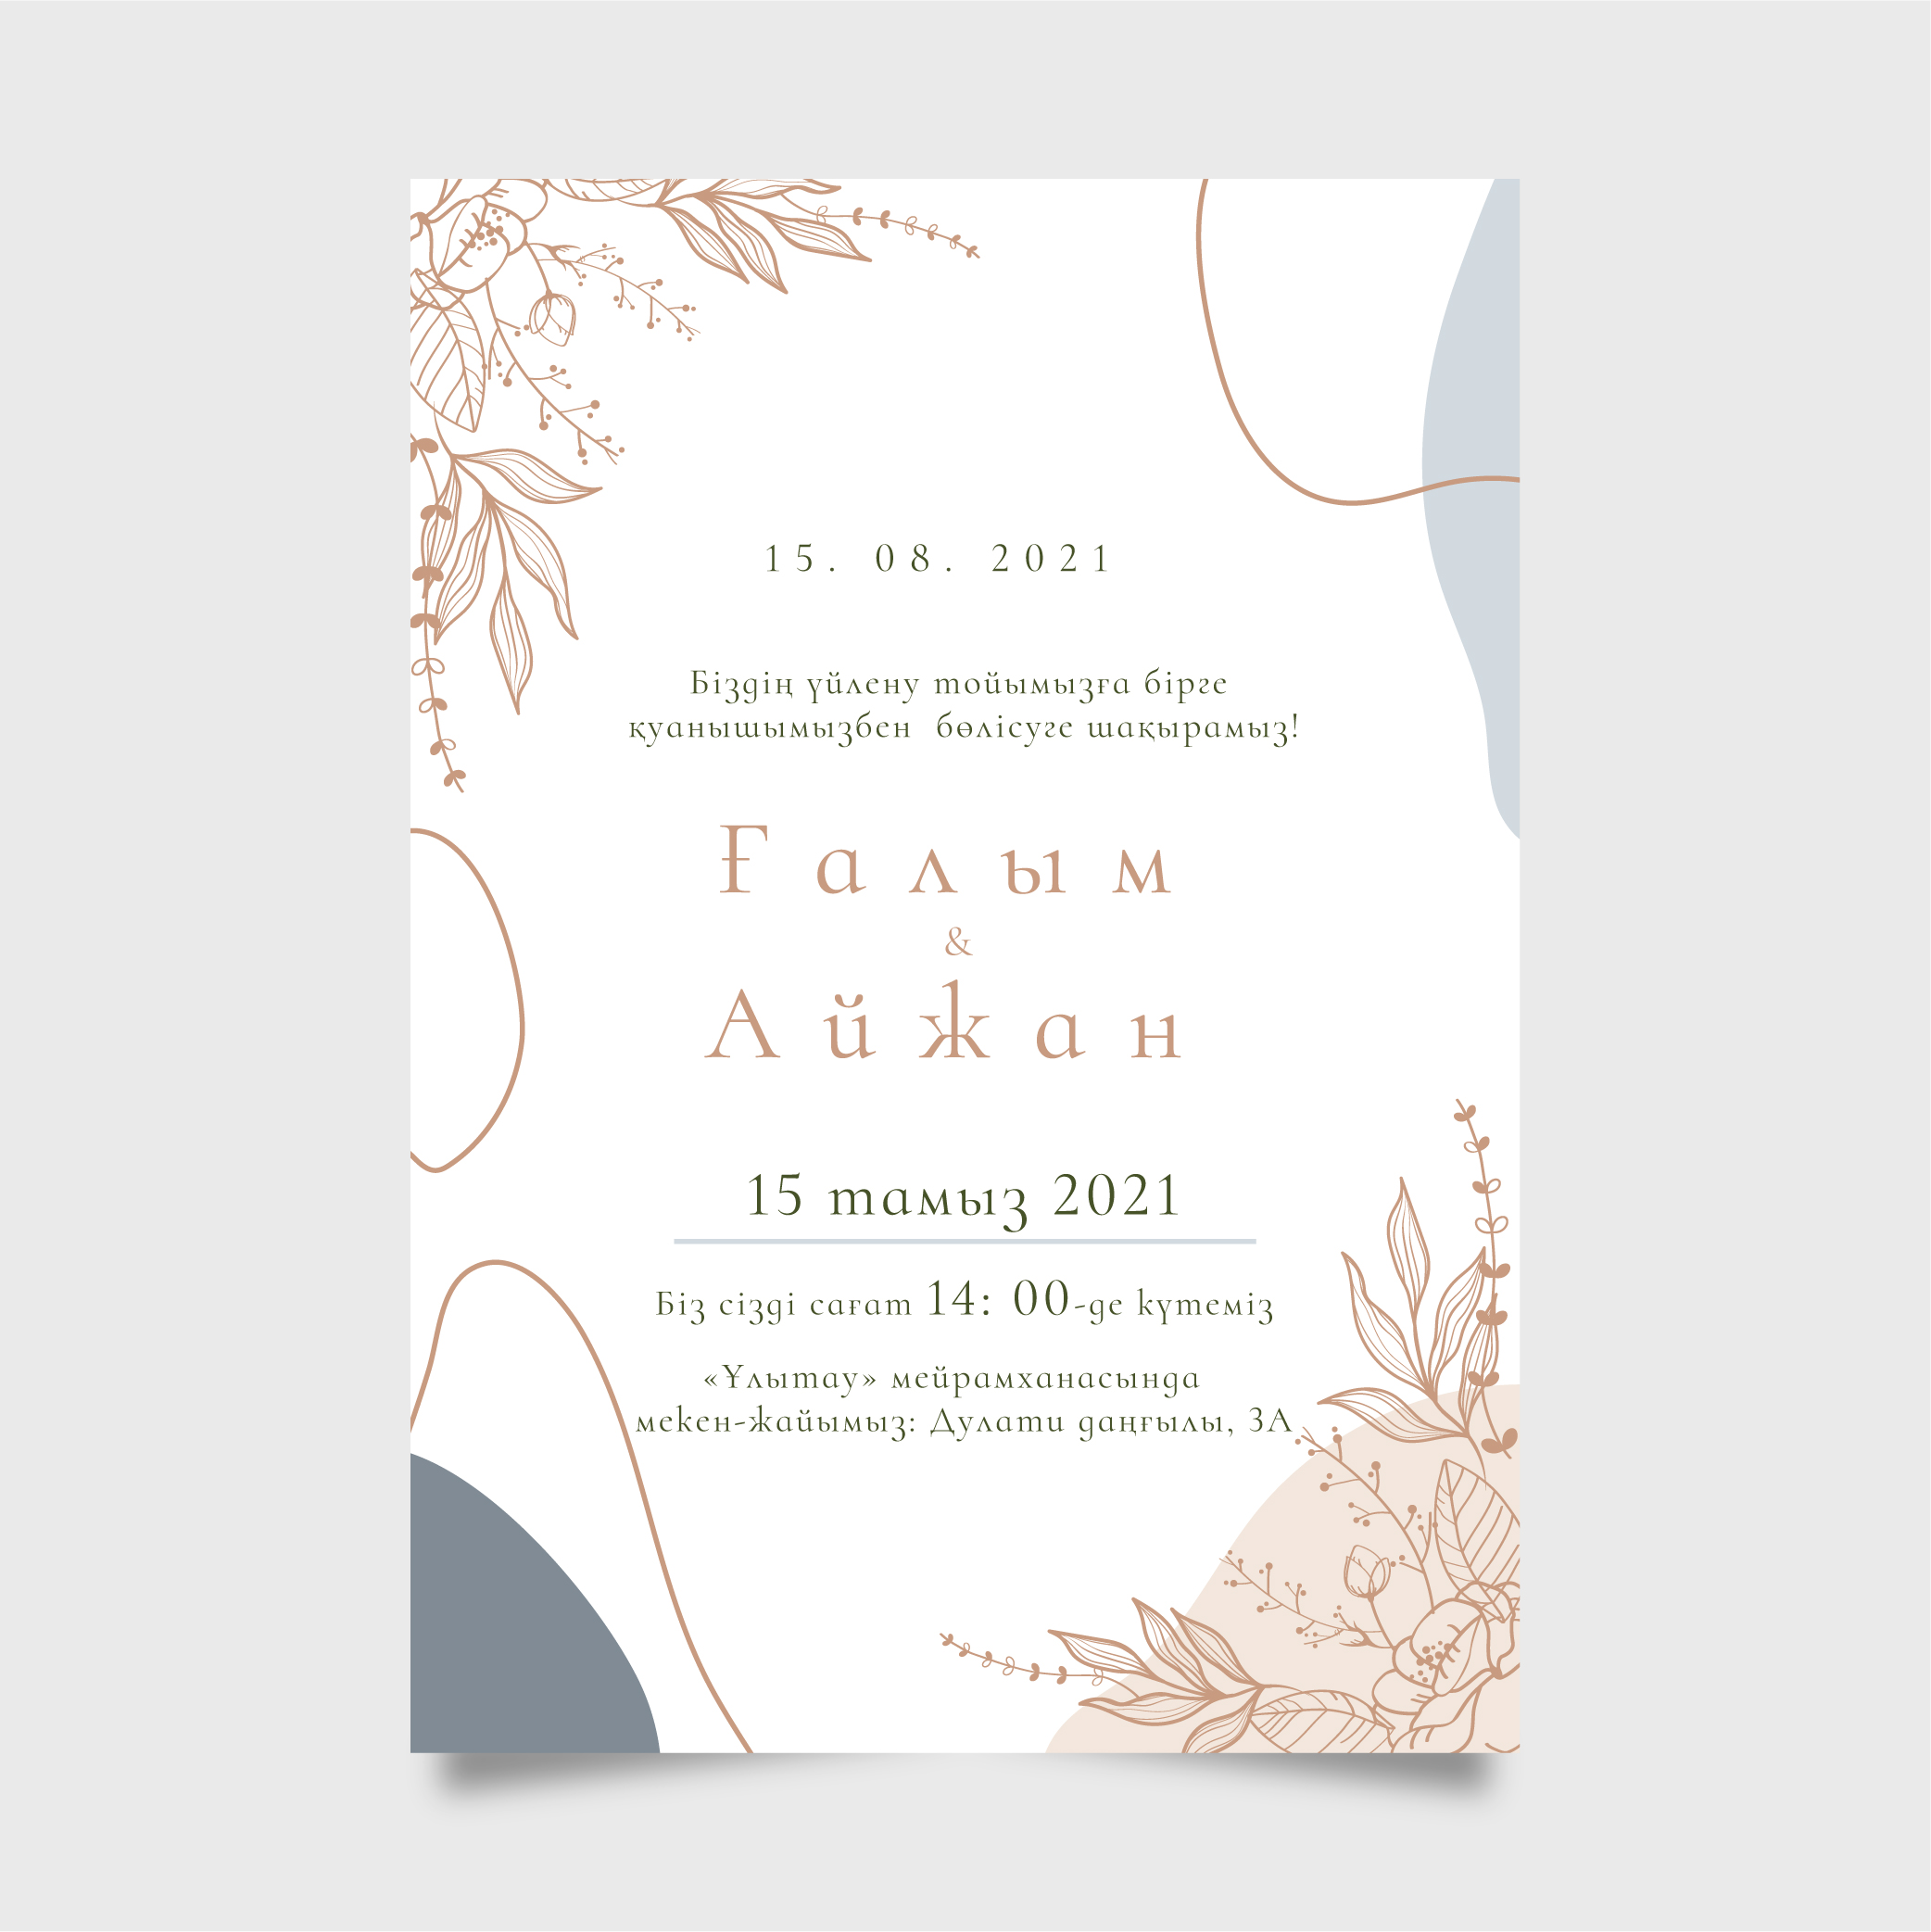 15. 08. 2021
Біздің үйлену тойымызға бірге
қуанышымызбен бөлісуге шақырамыз!
Ғалым
&
Айжан
15 тамыз 2021
Біз сізді сағат 14: 00-де күтеміз
«Ұлытау» мейрамханасында
мекен-жайымыз: Дулати даңғылы, 3А